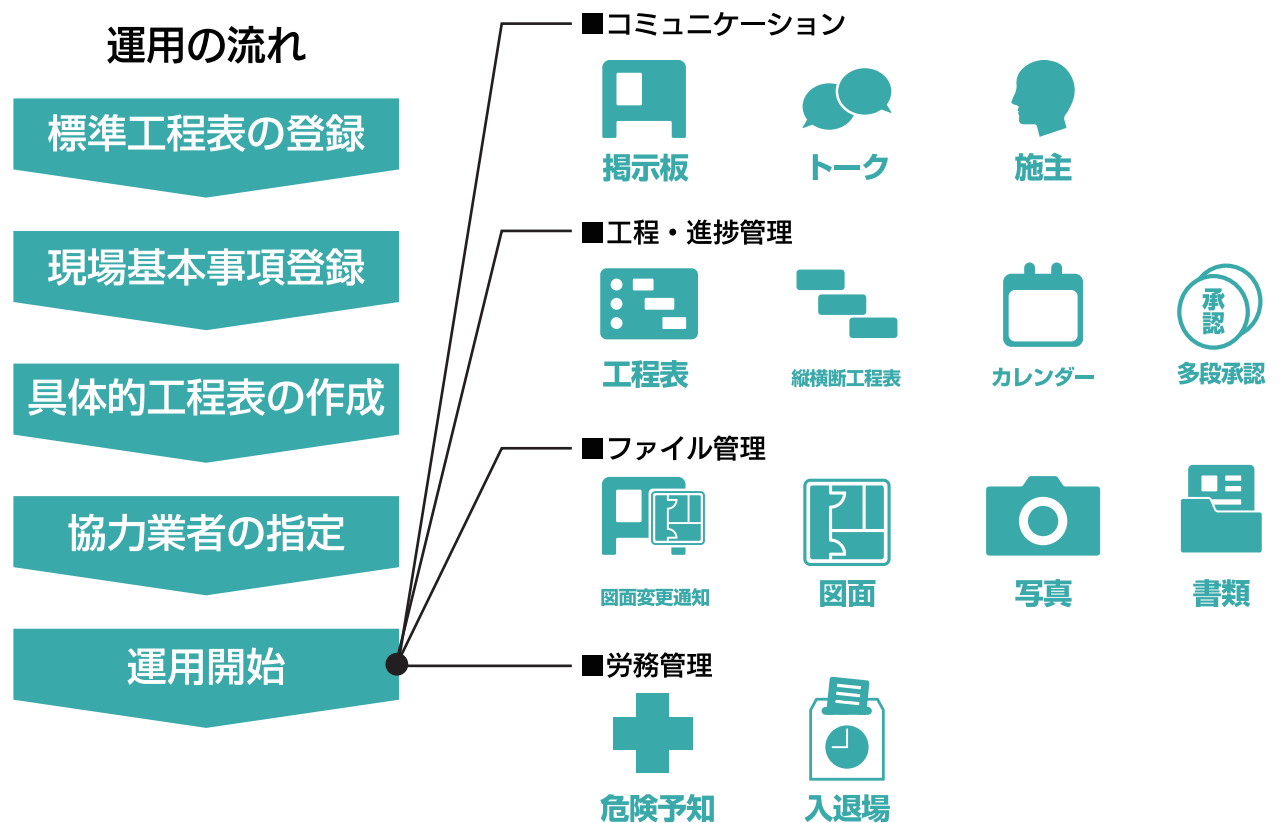 運用の流れ
標準工程表の登録
現場基本事項登録
具体的工程表の作成
協力業者の指定
運用開始
■コミュニケーション
掲示板
トーク
施主
■工程・進捗管理
工程表
縦横断工程表
カレンダー
承認
多段承認
■ファイル管理
図面変更通知
図面
写真
書類
■労務管理
危険予知
入退場